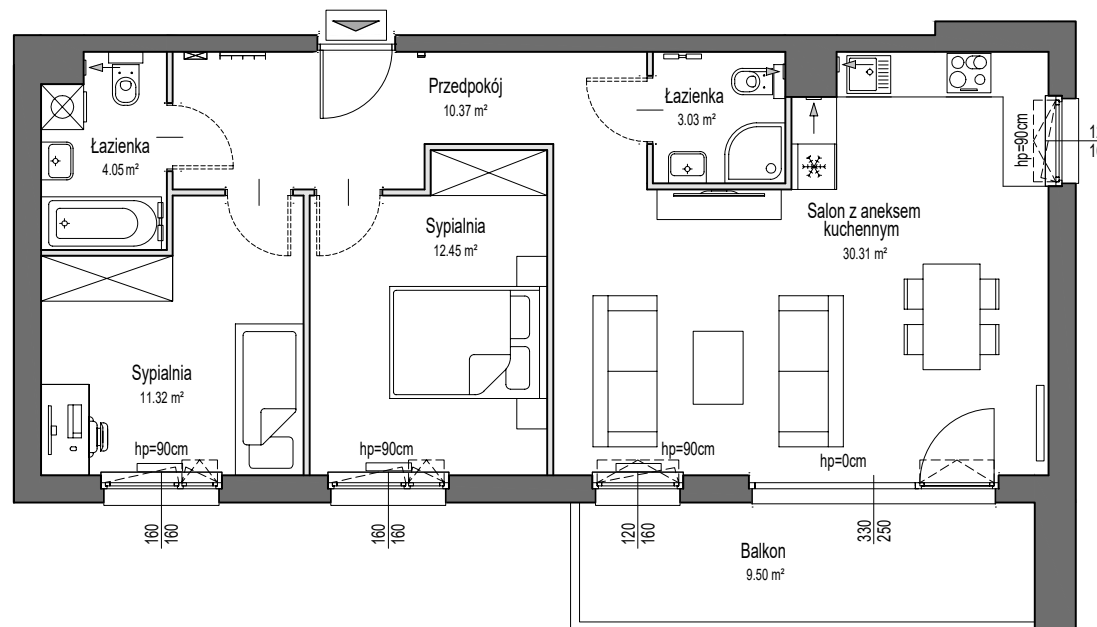 Przedpokój
10.37 m²
Łazienka
3.03 m²
Łazienka
4.05 m²
hp=90cm
Salon z aneksem
kuchennym
30.31 m²
Sypialnia
12.45 m²
Sypialnia
11.32 m²
hp=90cm
hp=90cm
hp=0cm
160
160
160
160
120
160
330
250
Balkon
9.50 m²